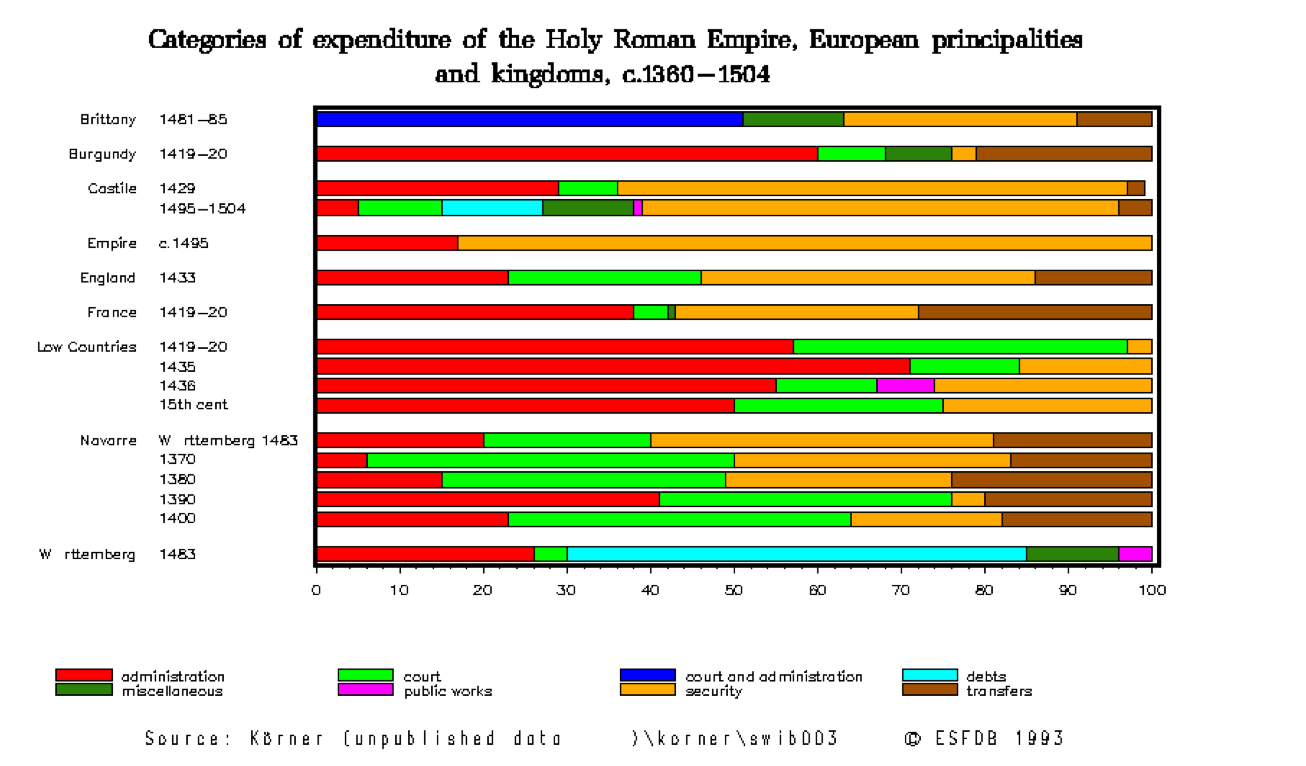 Categories of expenditure of the Holy Roman Empire, European principalities
and kingdoms, c.1360–1504
Brittany 1481–85
Burgundy 1419–20
Castile 1429
1495–1504
Empire c.1495
England 1433
France 1419–20
Low Countries 1419–20
1435
1436
15th cent
Navarre W rttemberg 1483
1370
1380
1390
1400
W rttemberg 1483
0 10 20 30 40 50 60 70 80 90 100
administration court court and administration debts
miscellaneous public works security transfers
Source: Körner (unpublished data )\korner\swib003 © ESFDB 1993